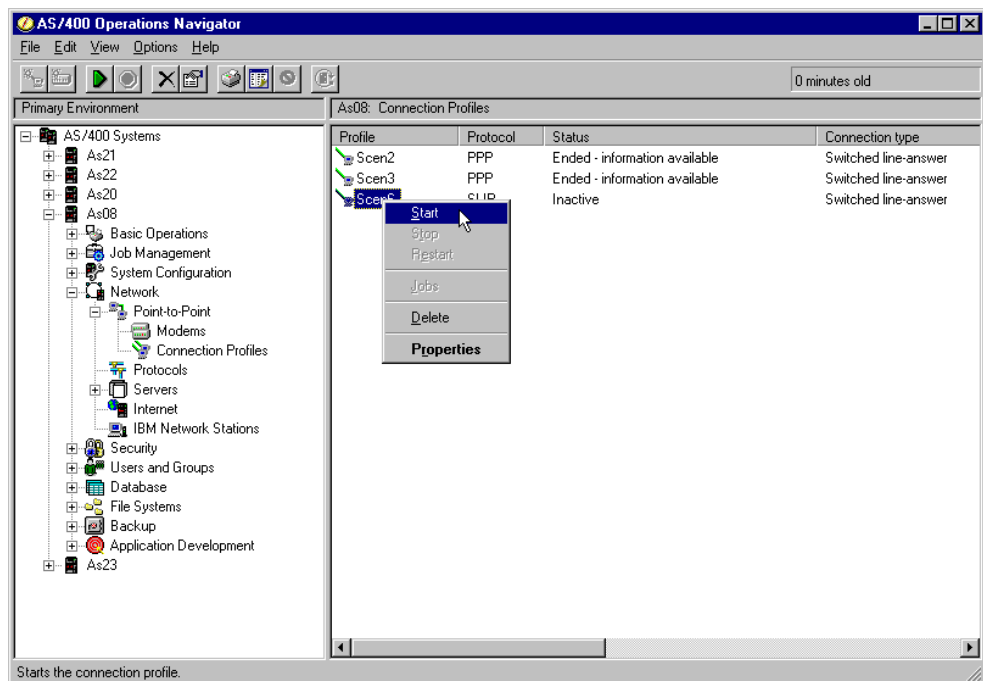 AS/400 Operations Navigator
File Edit View Options Help
0 minutes old
Primary Environment
As08: Connection Profiles
AS/400 Systems
As21
As22
As20
As08
Basic Operations
Job Management
System Configuration
Network
Point-to-Point
Modems
Connection Profiles
Protocols
Servers
Internet
IBM Network Stations
Security
Users and Groups
Database
File Systems
Backup
Application Development
As23
Profile Protocol Status Connection type
Scen2 PPP Ended - information available Switched line-answer
Scen3 PPP Ended - information available Switched line-answer
SLIP Inactive Switched line-answer
Start
Stop
Restart
Jobs
Delete
Properties
Starts the connection profile.